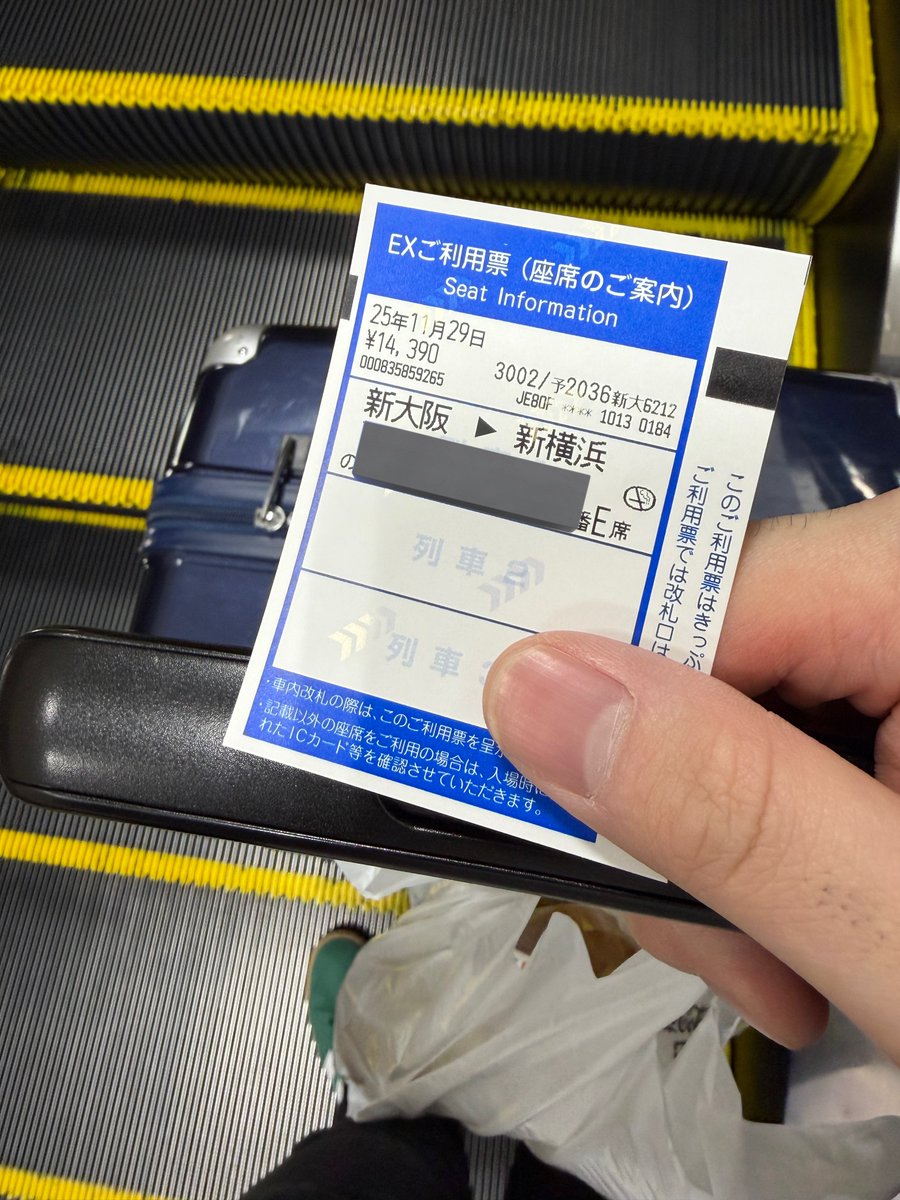 EXご利用票（座席のご案内）
Seat Information
25年11月29日
¥14,390
000835859265
3002/予2036新大6212
JE80F **** 1013 0184
新大阪 ▶ 新横浜
の
番E席
列車2
列車
・車内改札の際は、このご利用票を呈
・記載以外の座席をご利用の場合は、入場時に
れたICカード等を確認させていただきます。
このご利用票はきっぷ
ご利用票では改札口は